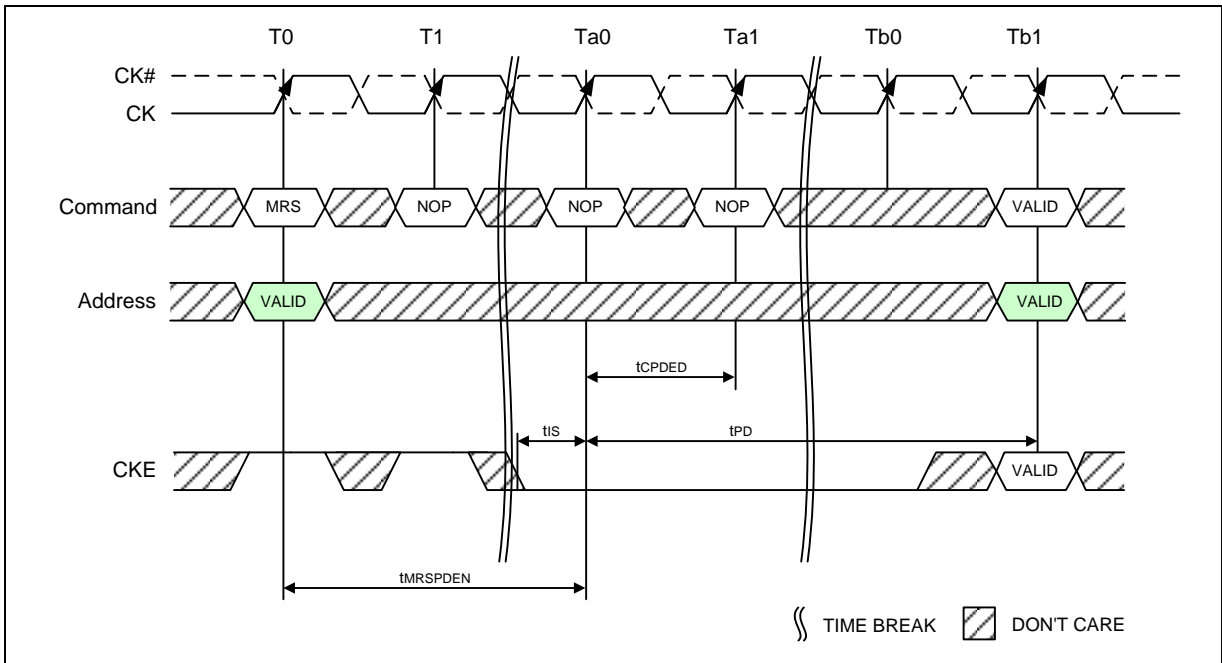 T0 T1 Ta0 Ta1 Tb0 Tb1
CK#
CK
Command MRS NOP NOP NOP VALID
Address VALID VALID
tCPDED
tIS tPD
CKE VALID
tMRSPDEN
TIME BREAK DON'T CARE